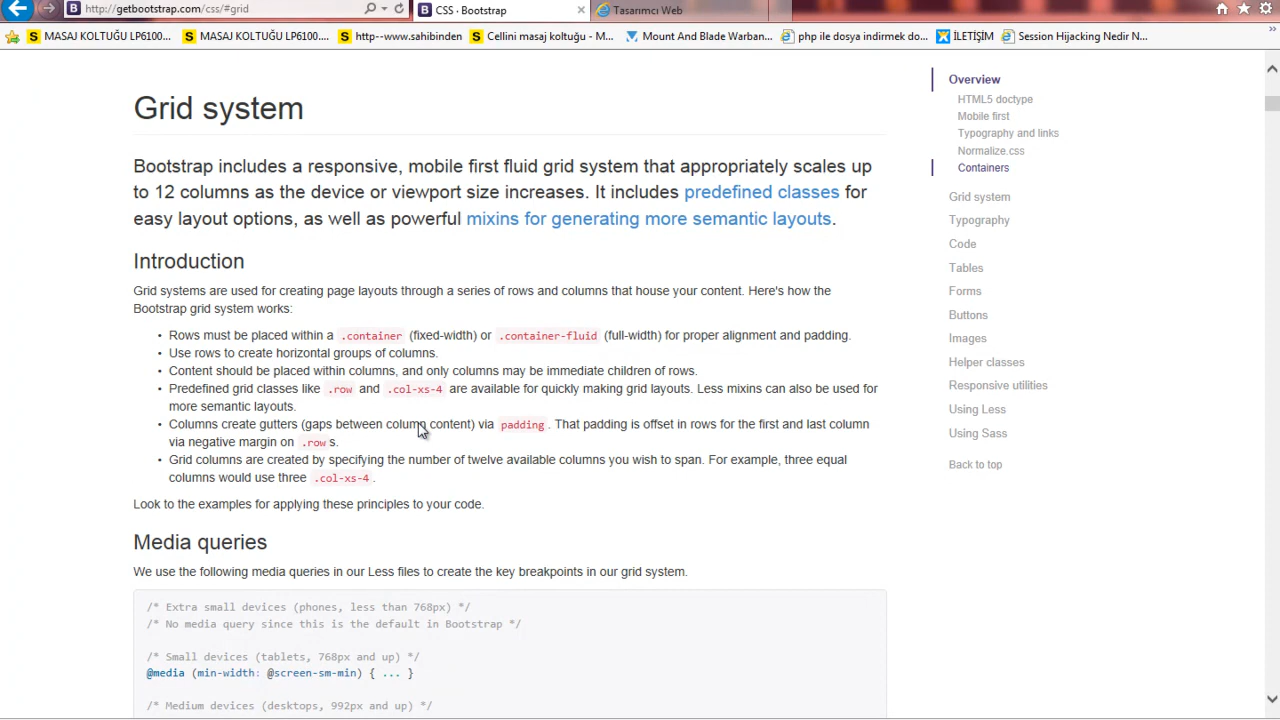 http://getbootstrap.com/css/#grid
CSS · Bootstrap
Tasarımcı Web
MASAJ KOLTUĞU LP6100...
MASAJ KOLTUĞU LP6100....
http--www.sahibinden
Cellini masaj koltuğu - M...
Mount And Blade Warban...
php ile dosya indirmek do...
İLETİŞİM
Session Hijacking Nedir N...
Grid system
Bootstrap includes a responsive, mobile first fluid grid system that appropriately scales up
to 12 columns as the device or viewport size increases. It includes predefined classes for
easy layout options, as well as powerful mixins for generating more semantic layouts.
Introduction
Grid systems are used for creating page layouts through a series of rows and columns that house your content. Here's how the
Bootstrap grid system works:
• Rows must be placed within a .container (fixed-width) or .container-fluid (full-width) for proper alignment and padding.
• Use rows to create horizontal groups of columns.
• Content should be placed within columns, and only columns may be immediate children of rows.
• Predefined grid classes like .row and .col-xs-4 are available for quickly making grid layouts. Less mixins can also be used for
more semantic layouts.
• Columns create gutters (gaps between column content) via padding. That padding is offset in rows for the first and last column
via negative margin on .row s.
• Grid columns are created by specifying the number of twelve available columns you wish to span. For example, three equal
columns would use three .col-xs-4.
Look to the examples for applying these principles to your code.
Media queries
We use the following media queries in our Less files to create the key breakpoints in our grid system.
/* Extra small devices (phones, less than 768px) */
/* No media query since this is the default in Bootstrap */
/* Small devices (tablets, 768px and up) */
@media (min-width: @screen-sm-min) { ... }
/* Medium devices (desktops, 992px and up) */
Overview
HTML5 doctype
Mobile first
Typography and links
Normalize.css
Containers
Grid system
Typography
Code
Tables
Forms
Buttons
Images
Helper classes
Responsive utilities
Using Less
Using Sass
Back to top